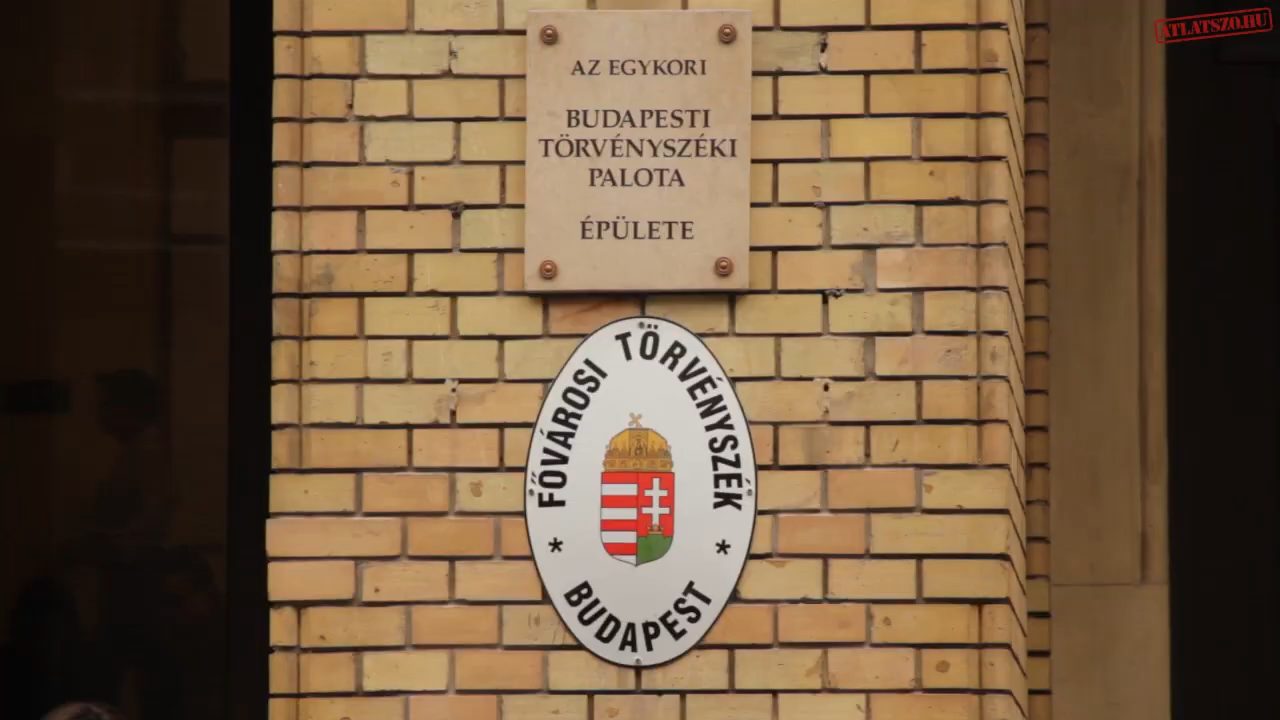 ATLATSZO.HU
AZ EGYKORI
BUDAPESTI
TÖRVÉNYSZÉKI
PALOTA
ÉPÜLETE
FŐVÁROSI TÖRVÉNYSZÉK
* BUDAPEST *